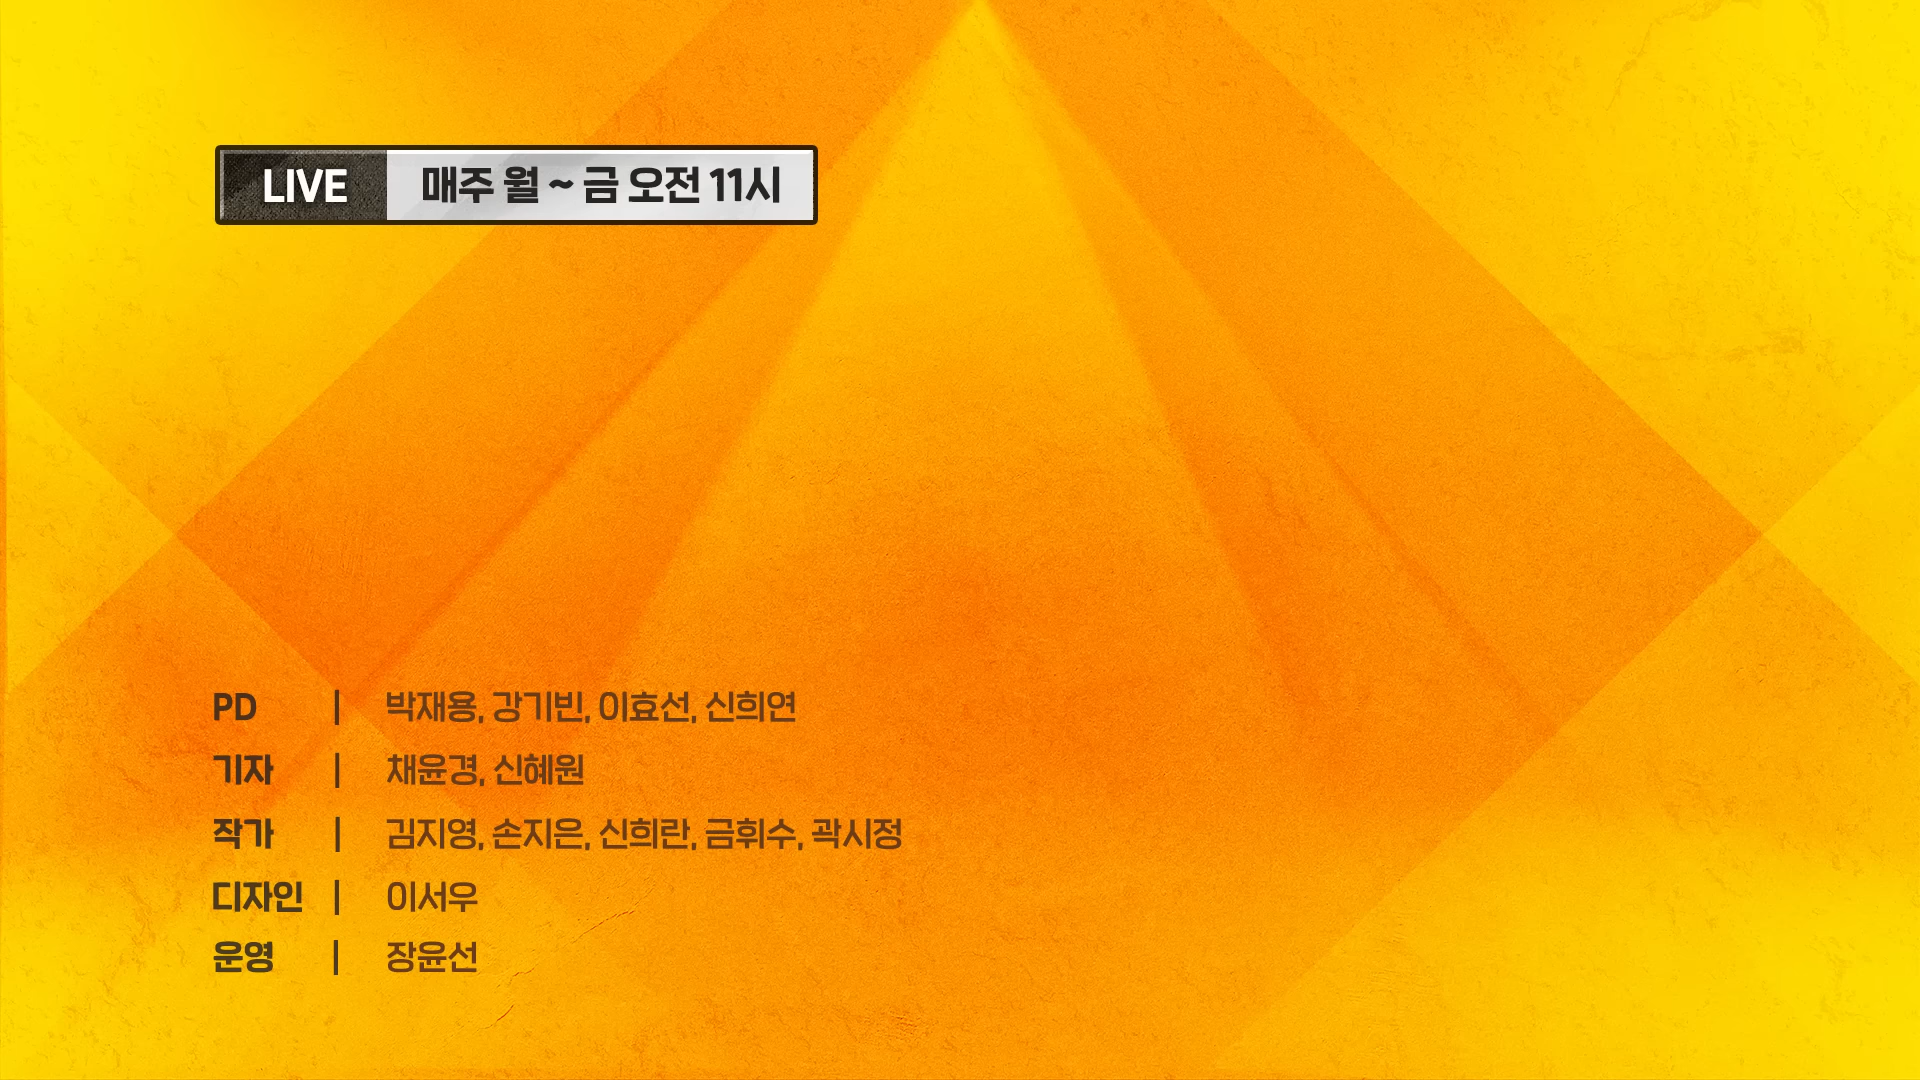 LIVE 매주 월 ~ 금 오전 11시
PD | 박재용, 강기빈, 이효선, 신희연
기자 | 채윤경, 신혜원
작가 | 김지영, 손지은, 신희란, 금휘수, 곽시정
디자인 | 이서우
운영 | 장윤선